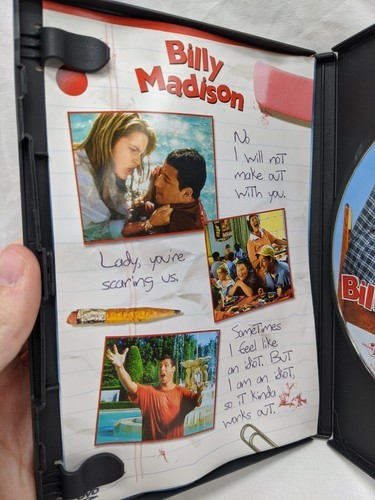 Billy
Madison
No
I will not
make out
with you.
Lady, you're
scaring us.
Sometimes
I feel like
an idiot. But
I am an idiot,
so it kinda
works out.
Bil